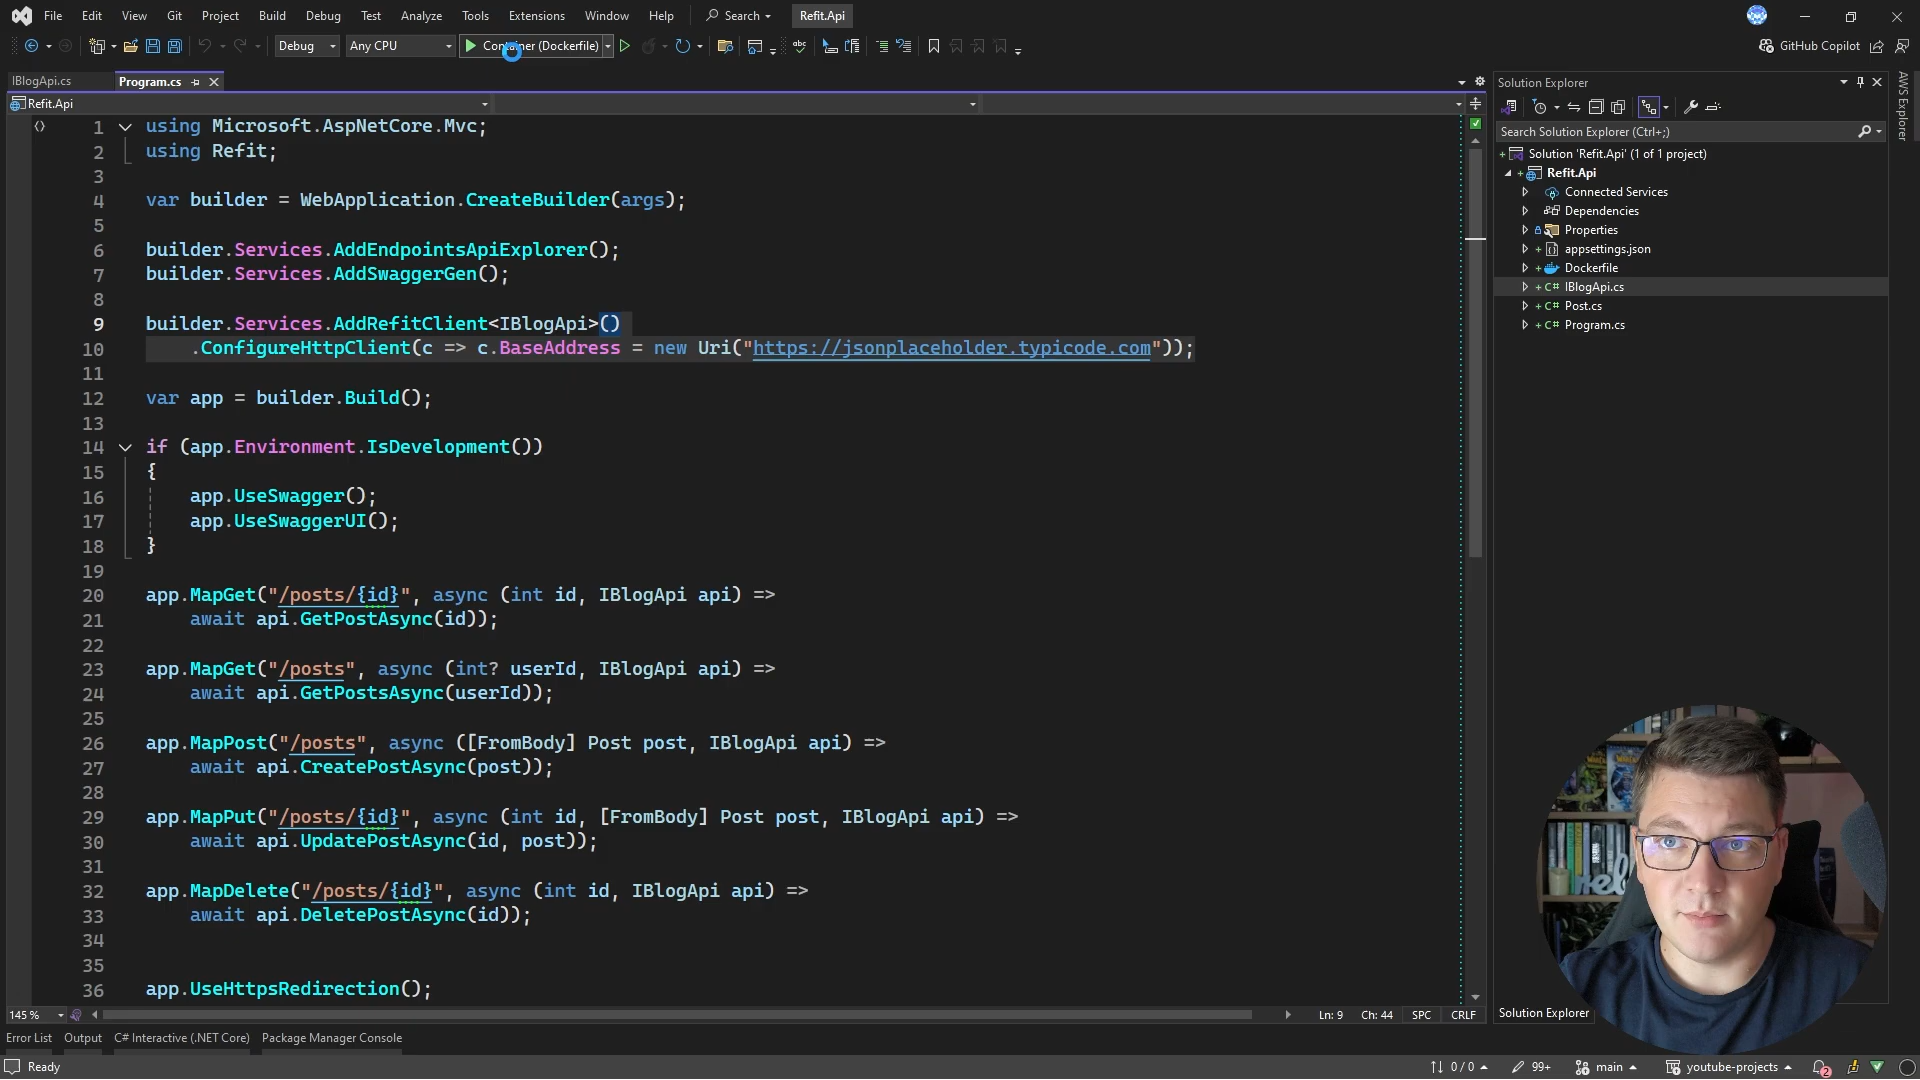 File Edit View Git Project Build Debug Test Analyze Tools Extensions Window Help Search Refit.Api
Debug Any CPU Container (Dockerfile) GitHub Copilot
IBlogApi.cs Program.cs
Refit.Api
1 using Microsoft.AspNetCore.Mvc;
2 using Refit;
3
4 var builder = WebApplication.CreateBuilder(args);
5
6 builder.Services.AddEndpointsApiExplorer();
7 builder.Services.AddSwaggerGen();
8
9 builder.Services.AddRefitClient<IBlogApi>()
10 .ConfigureHttpClient(c => c.BaseAddress = new Uri("https://jsonplaceholder.typicode.com"));
11
12 var app = builder.Build();
13
14 if (app.Environment.IsDevelopment())
15 {
16 app.UseSwagger();
17 app.UseSwaggerUI();
18 }
19
20 app.MapGet("/posts/{id}", async (int id, IBlogApi api) =>
21 await api.GetPostAsync(id));
22
23 app.MapGet("/posts", async (int? userId, IBlogApi api) =>
24 await api.GetPostsAsync(userId));
25
26 app.MapPost("/posts", async ([FromBody] Post post, IBlogApi api) =>
27 await api.CreatePostAsync(post));
28
29 app.MapPut("/posts/{id}", async (int id, [FromBody] Post post, IBlogApi api) =>
30 await api.UpdatePostAsync(id, post));
31
32 app.MapDelete("/posts/{id}", async (int id, IBlogApi api) =>
33 await api.DeletePostAsync(id));
34
35
36 app.UseHttpsRedirection();
145 % Ln: 9 Ch: 44 SPC CRLF
Error List Output C# Interactive (.NET Core) Package Manager Console
Ready 0 / 0 99+ main youtube-projects 2
Solution Explorer
Search Solution Explorer (Ctrl+;)
Solution 'Refit.Api' (1 of 1 project)
Refit.Api
Connected Services
Dependencies
Properties
appsettings.json
Dockerfile
C# IBlogApi.cs
C# Post.cs
C# Program.cs
Solution Explorer
AWS Explorer